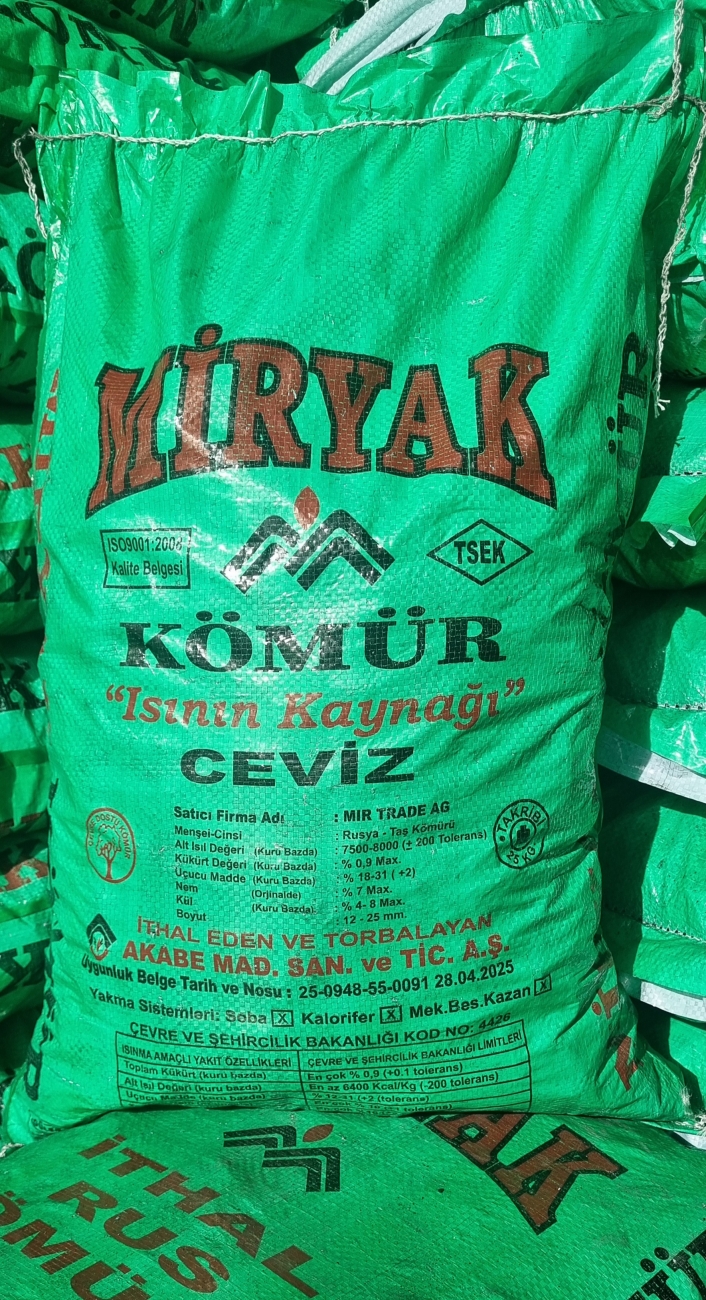 MİRYAK
ISO9001:2008
Kalite Belgesi
TSEK
KÖMÜR
"Isının Kaynağı"
CEVİZ
Satıcı Firma Adı : MIR TRADE AG
Menşei-Cinsi : Rusya - Taş Kömürü
Alt Isıl Değeri (Kuru Bazda) : 7500-8000 (± 200 Tolerans)
Kükürt Değeri (Kuru Bazda) : % 0,9 Max.
Uçucu Madde (Kuru Bazda) : % 18-31 ( +2)
Nem (Orjinalde) : % 7 Max.
Kül (Kuru Bazda) : % 4- 8 Max.
Boyut : 12 - 25 mm.
TAKRİBİ
25 KG
İTHAL EDEN VE TORBALAYAN
AKABE MAD. SAN. ve TİC. A.Ş.
Uygunluk Belge Tarih ve Nosu : 25-0948-55-0091 28.04.2025
Yakma Sistemleri: Soba X Kalorifer X Mek.Bes.Kazan X
ÇEVRE VE ŞEHİRCİLİK BAKANLIĞI KOD NO: 4426
ISINMA AMAÇLI YAKIT ÖZELLİKLERİ ÇEVRE VE ŞEHİRCİLİK BAKANLIĞI LİMİTLERİ
Toplam Kükürt (kuru bazda) En çok % 0,9 (+0.1 tolerans)
Alt Isıl Değari (kuru bazda) En az 6400 Kcal/Kg (-200 tolerans)
% 12-31 (+2 (tolerans)
İTHAL
RUS
KÖMÜ